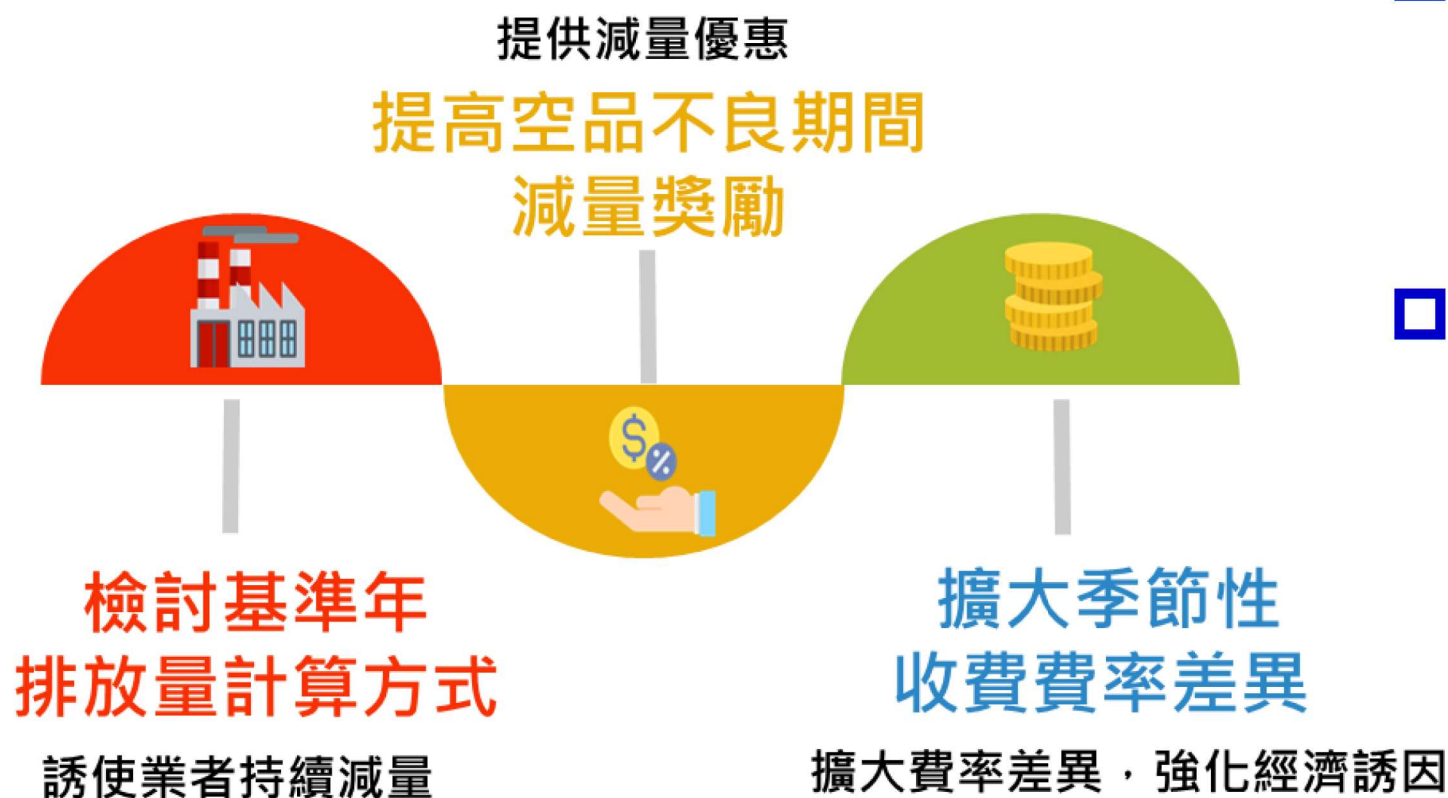 提供減量優惠
提高空品不良期間
減量獎勵
$
%
檢討基準年
排放量計算方式
誘使業者持續減量
擴大季節性
收費費率差異
擴大費率差異，強化經濟誘因